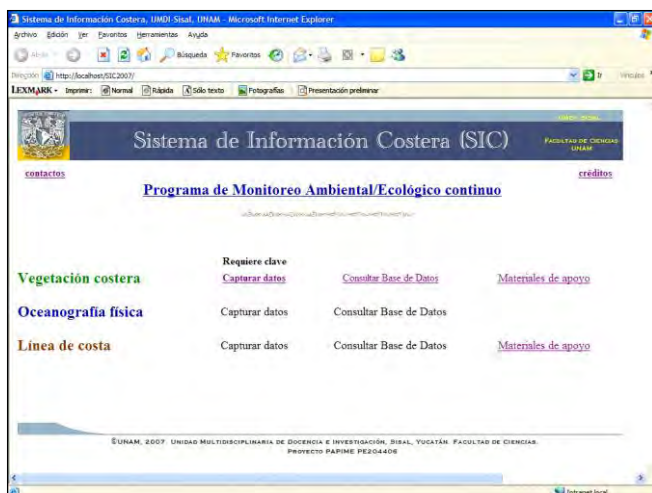 Sistema de Información Costera, UMDI-Sisal, UNAM - Microsoft Internet Explorer
Archivo Edición Ver Favoritos Herramientas Ayuda
Atrás Búsqueda Favoritos
Dirección http://localhost/SIC2007/ Ir Vínculos
LEXMARK Imprimir: Normal Rápida Sólo texto Fotografías Presentación preliminar
UMDI- SISAL
Sistema de Información Costera (SIC)
FACULTAD DE CIENCIAS
UNAM
contactos créditos
Programa de Monitoreo Ambiental/Ecológico continuo
Requiere clave
Vegetación costera Capturar datos Consultar Base de Datos Materiales de apoyo
Oceanografía física Capturar datos Consultar Base de Datos
Línea de costa Capturar datos Consultar Base de Datos Materiales de apoyo
©UNAM, 2007. UNIDAD MULTIDISCIPLINARIA DE DOCENCIA E INVESTIGACIÓN, SISAL, YUCATÁN. FACULTAD DE CIENCIAS.
PROYECTO PAPIME PE204406
Intranet local